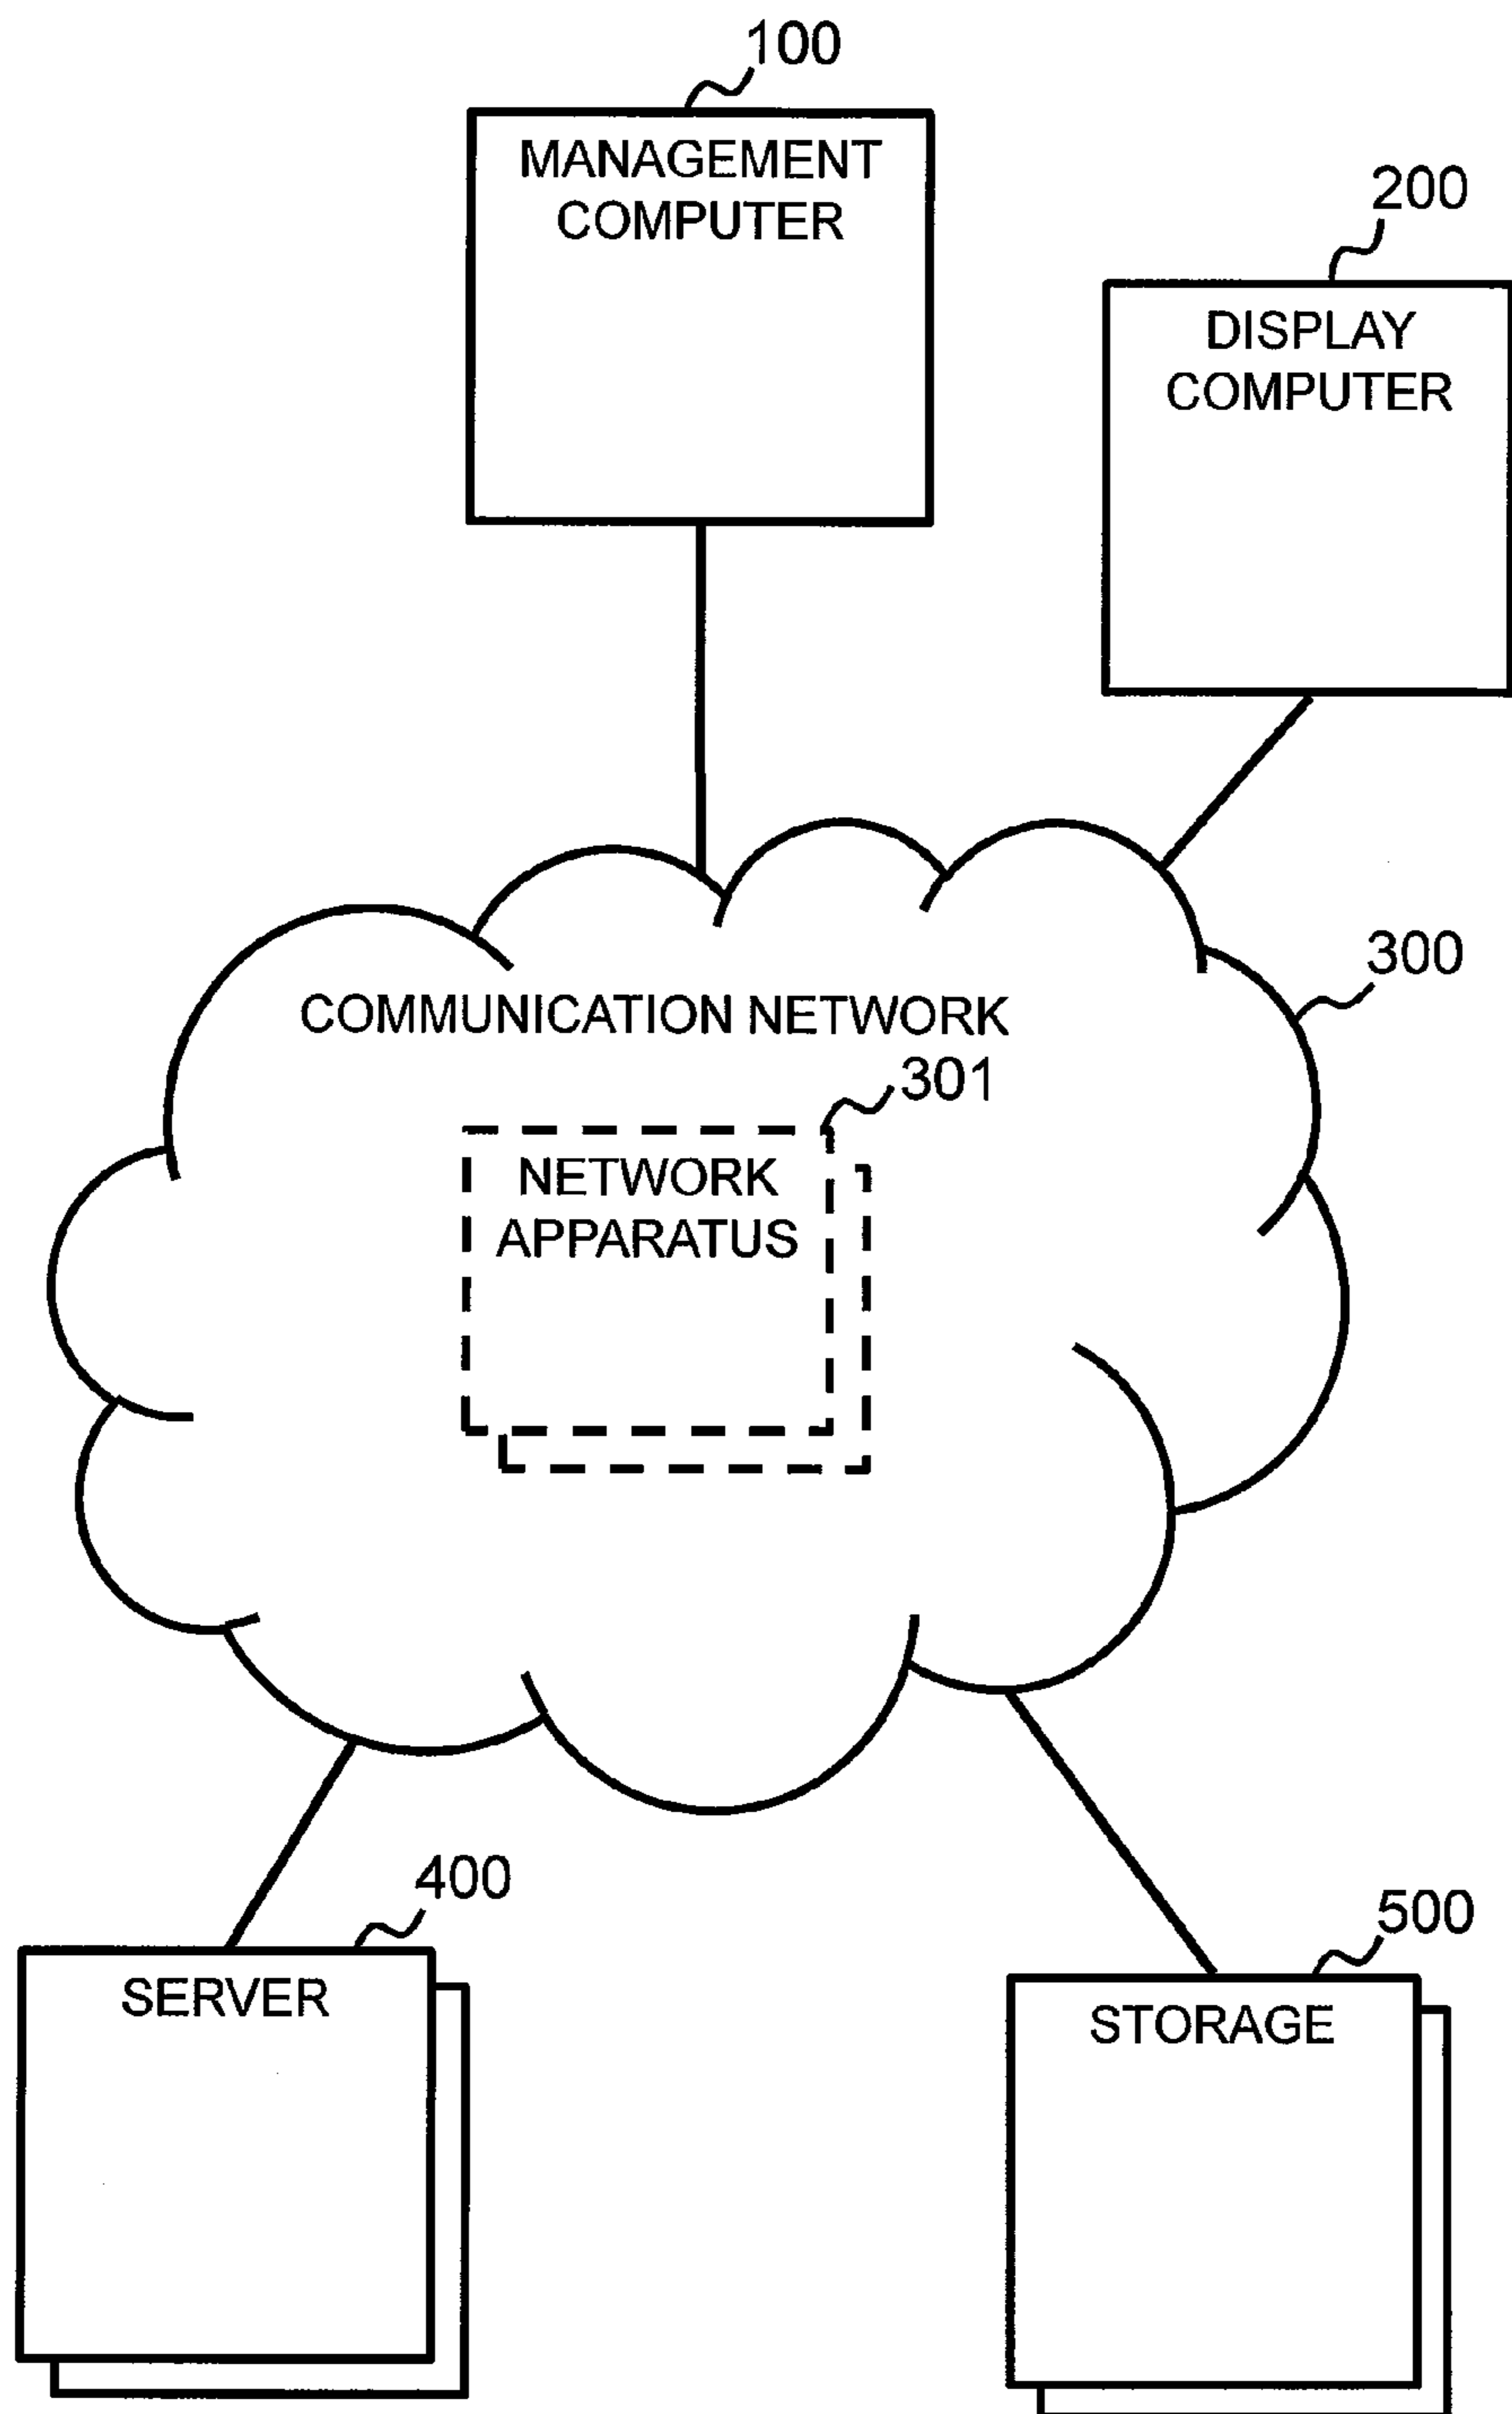 100
MANAGEMENT
COMPUTER
200
DISPLAY
COMPUTER
300
COMMUNICATION NETWORK
301
NETWORK
APPARATUS
400
SERVER
500
STORAGE